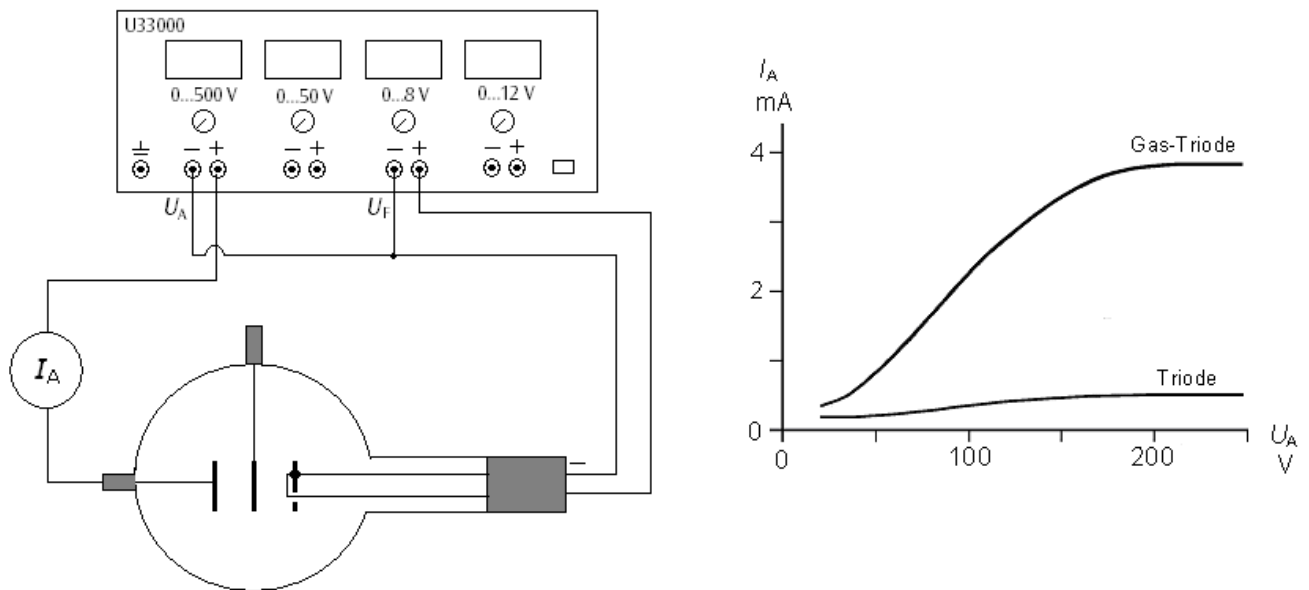 U33000
0...500 V 0...50 V 0...8 V 0...12 V
− + − + − + − +
U_A U_F
I_A
−
I_A
mA
4
Gas-Triode
2
Triode
0
0 100 200 U_A
V